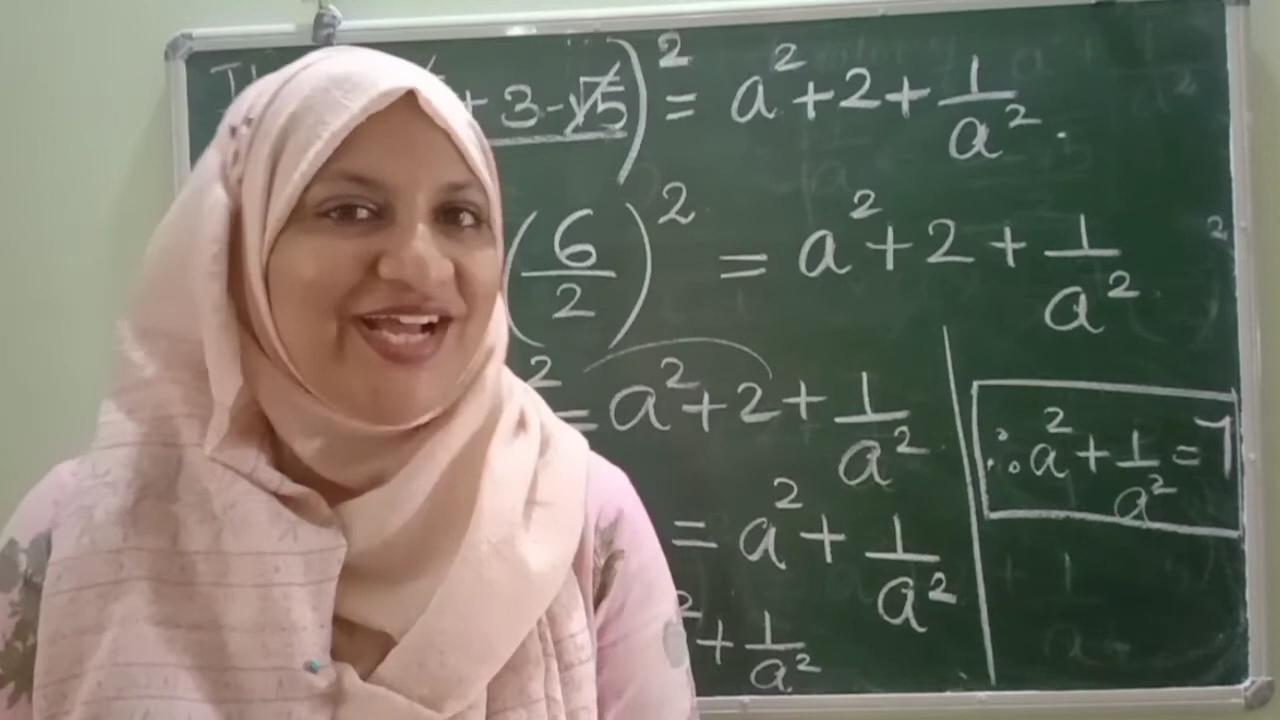 + 3-√5)² = a² + 2 + 1/a².
(6/2)² = a² + 2 + 1/a²
² = a² + 2 + 1/a²
∴ a² + 1/a² = 7
= a² + 1/a²
² + 1/a²